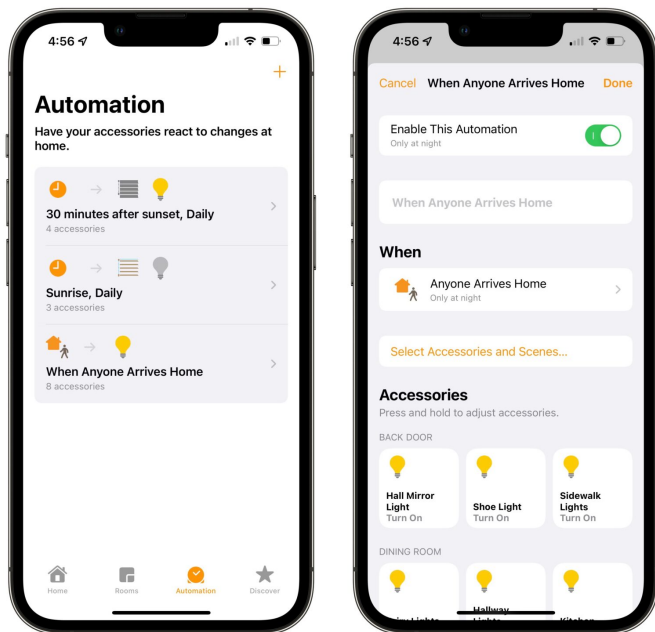 4:56
Automation
Have your accessories react to changes at
home.
30 minutes after sunset, Daily
4 accessories
Sunrise, Daily
3 accessories
When Anyone Arrives Home
8 accessories
Home
Rooms
Automation
Discover
4:56
Cancel
When Anyone Arrives Home
Done
Enable This Automation
Only at night
When Anyone Arrives Home
When
Anyone Arrives Home
Only at night
Select Accessories and Scenes...
Accessories
Press and hold to adjust accessories.
BACK DOOR
Hall Mirror
Light
Turn On
Shoe Light
Turn On
Sidewalk
Lights
Turn On
DINING ROOM
Lights
Hallway
Lights
Kitchen